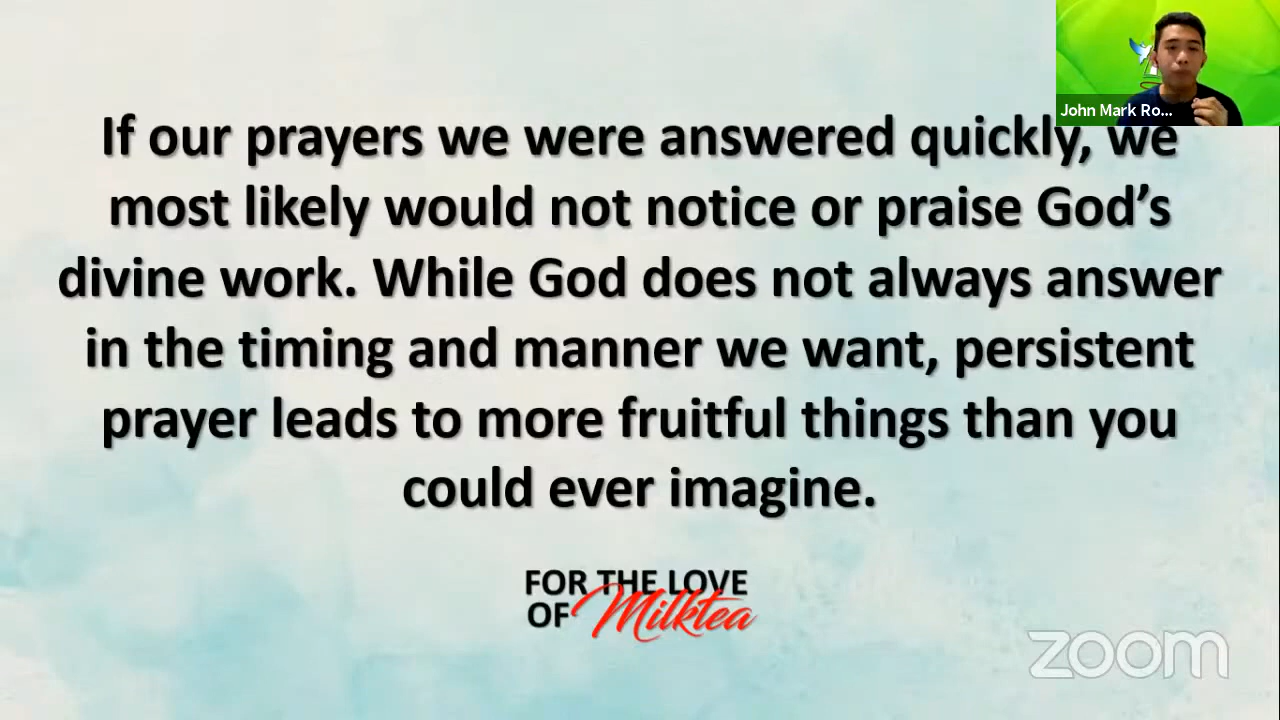 John Mark Ro...
If our prayers we were answered quickly, we
most likely would not notice or praise God’s
divine work. While God does not always answer
in the timing and manner we want, persistent
prayer leads to more fruitful things than you
could ever imagine.
FOR THE LOVE
OF Milktea
zoom